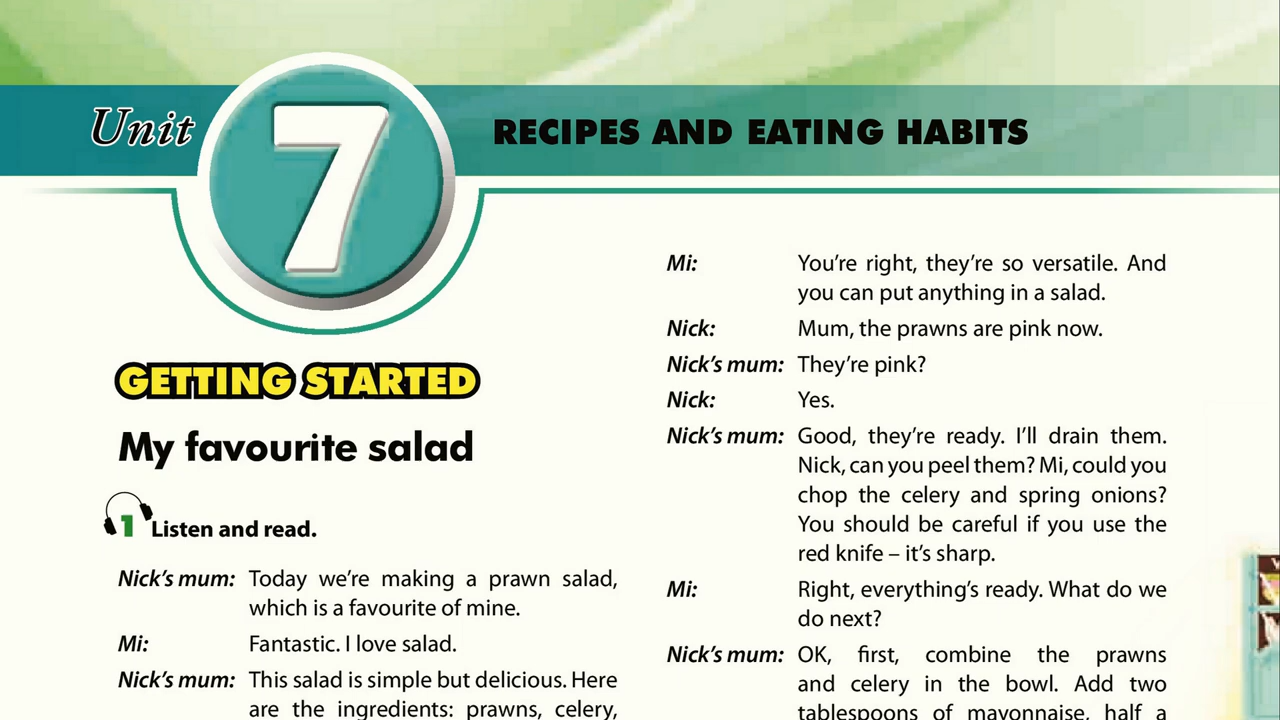 Unit
7
RECIPES AND EATING HABITS
GETTING STARTED
My favourite salad
1 Listen and read.
Nick's mum: Today we're making a prawn salad,
which is a favourite of mine.
Mi: Fantastic. I love salad.
Nick's mum: This salad is simple but delicious. Here
are the ingredients: prawns, celery,
Mi: You're right, they're so versatile. And
you can put anything in a salad.
Nick: Mum, the prawns are pink now.
Nick's mum: They're pink?
Nick: Yes.
Nick's mum: Good, they're ready. I'll drain them.
Nick, can you peel them? Mi, could you
chop the celery and spring onions?
You should be careful if you use the
red knife – it's sharp.
Mi: Right, everything's ready. What do we
do next?
Nick's mum: OK, first, combine the prawns
and celery in the bowl. Add two
tablespoons of mayonnaise, half a